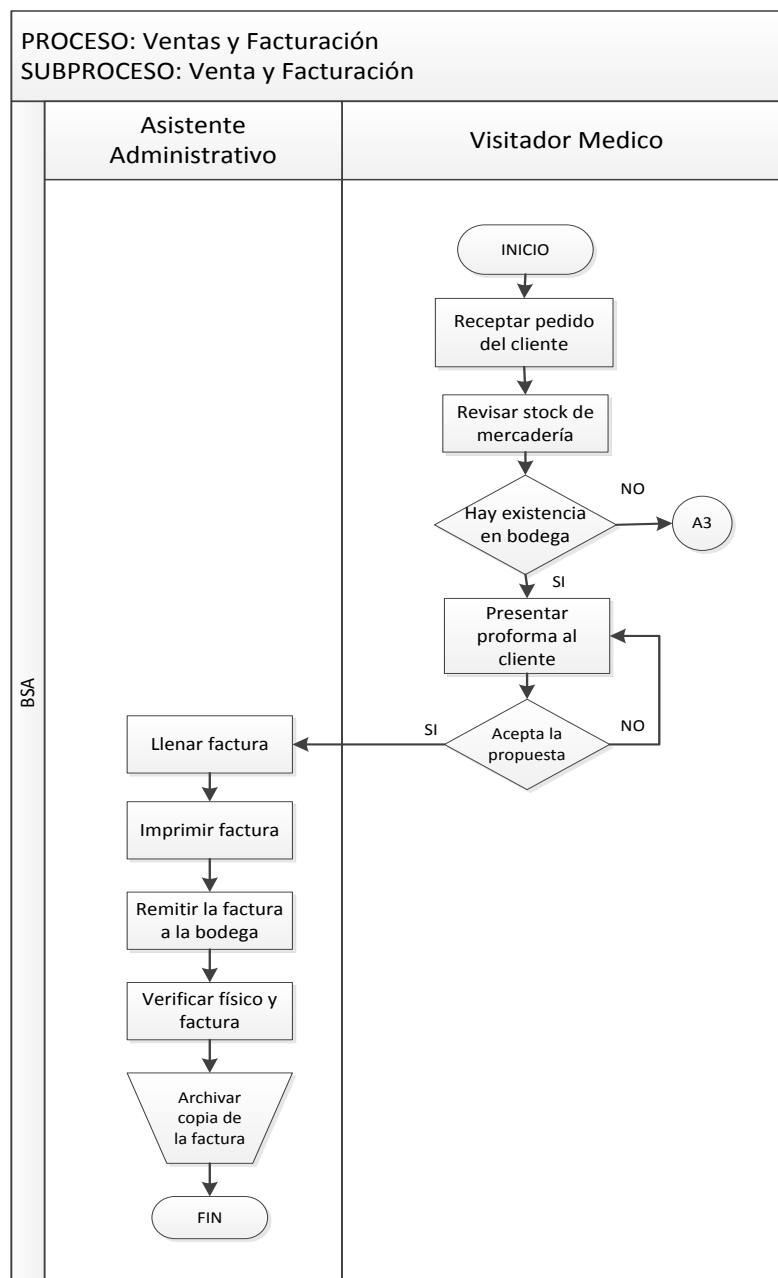 PROCESO: Ventas y Facturación
SUBPROCESO: Venta y Facturación
Asistente
Administrativo
Visitador Medico
BSA
INICIO
Receptar pedido
del cliente
Revisar stock de
mercadería
Hay existencia
en bodega
NO
A3
SI
Presentar
proforma al
cliente
Acepta la
propuesta
NO
SI
Llenar factura
Imprimir factura
Remitir la factura
a la bodega
Verificar físico y
factura
Archivar
copia de
la factura
FIN